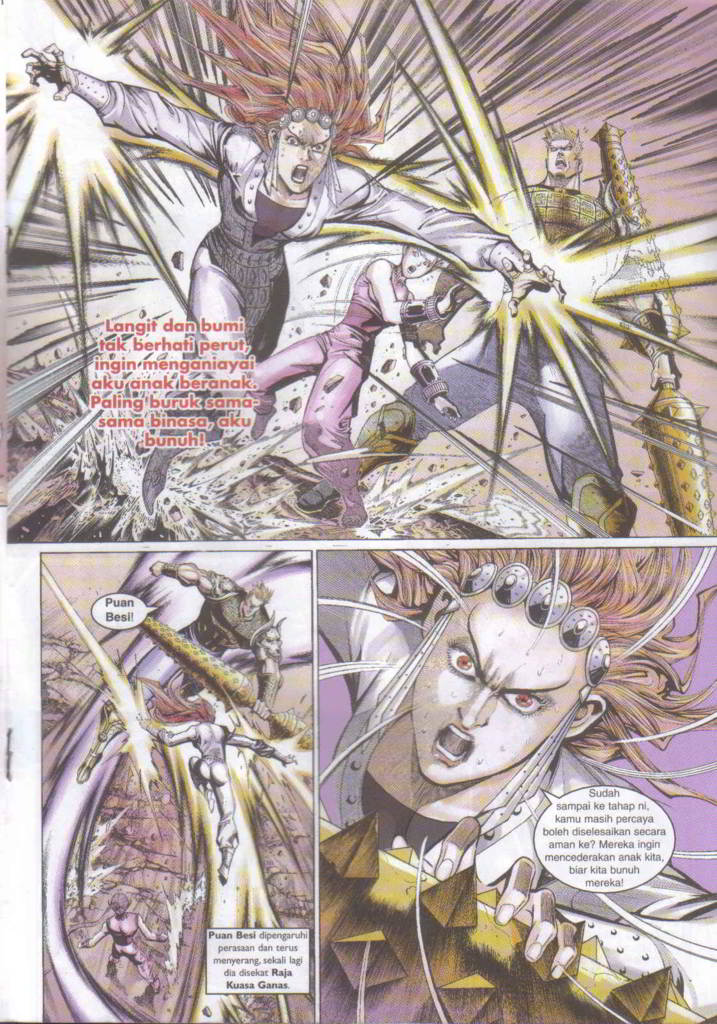 Langit dan bumi
tak berhati perut,
ingin menganiayai
aku anak beranak.
Paling buruk sama-
sama binasa, aku
bunuh!
Puan
Besi!
Puan Besi dipengaruhi
perasaan dan terus
menyerang, sekali lagi
dia disekat Raja
Kuasa Ganas.
Sudah
sampai ke tahap ni,
kamu masih percaya
boleh diselesaikan secara
aman ke? Mereka ingin
mencederakan anak kita,
biar kita bunuh
mereka!